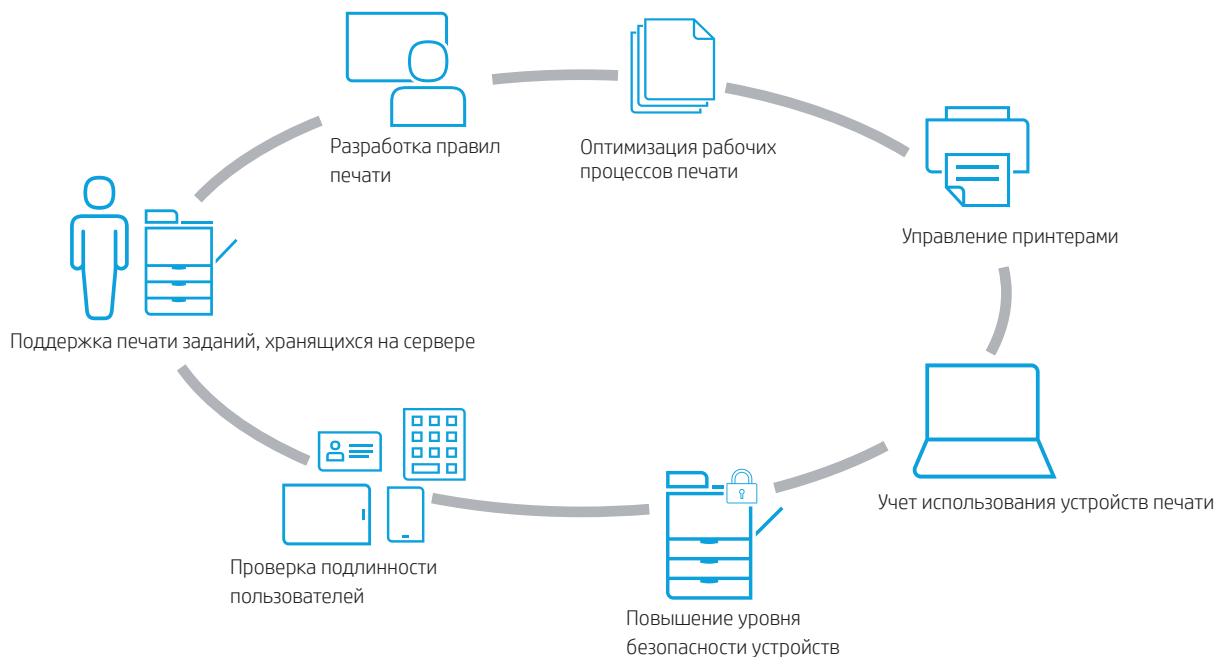 Разработка правил
печати
Оптимизация рабочих
процессов печати
Управление принтерами
Поддержка печати заданий, хранящихся на сервере
Учет использования устройств печати
Проверка подлинности
пользователей
Повышение уровня
безопасности устройств